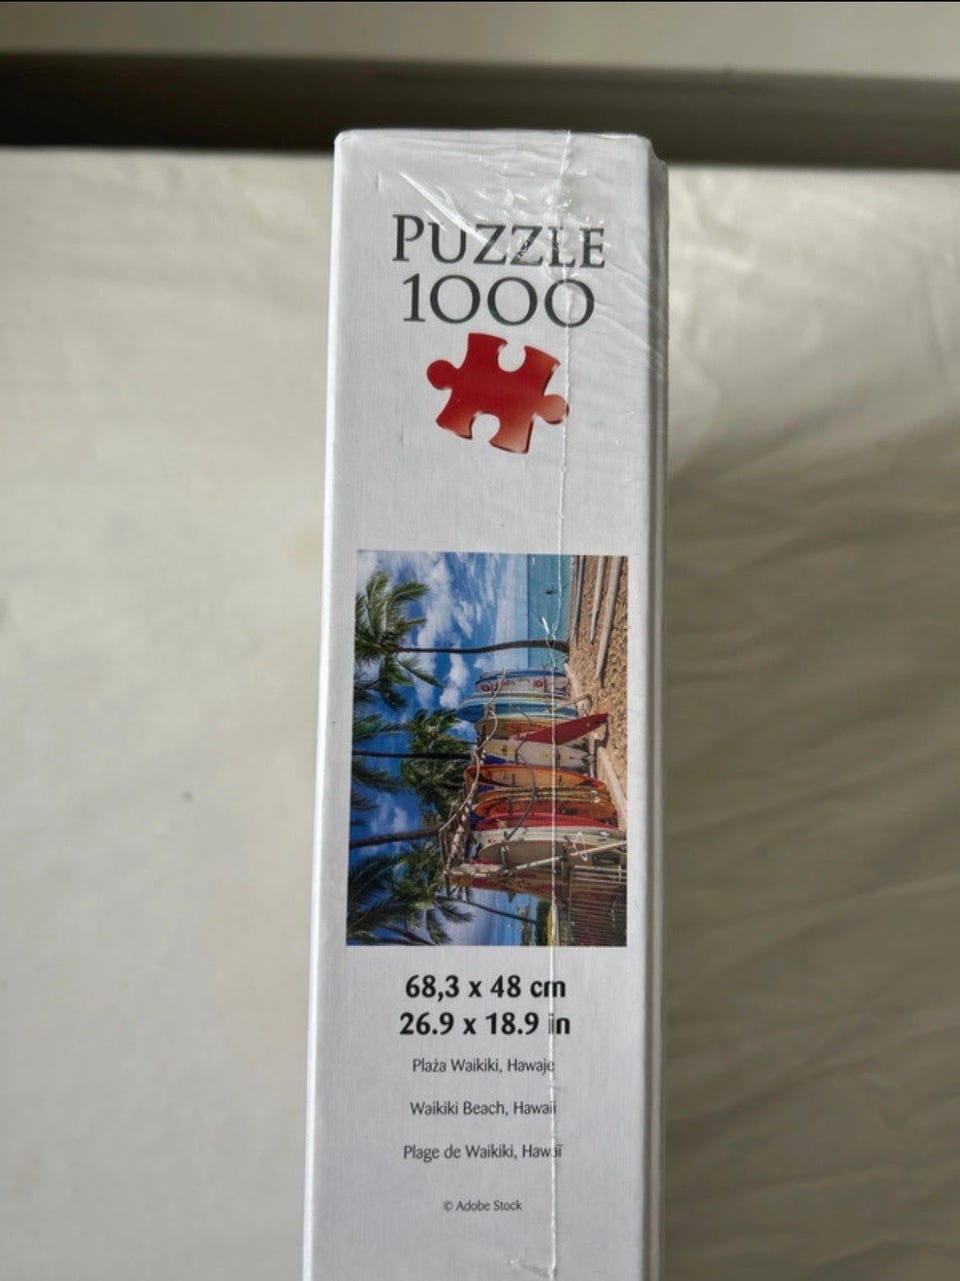 PUZZLE
1000
68,3 x 48 cm
26.9 x 18.9 in
Plaża Waikiki, Hawaje
Waikiki Beach, Hawaii
Plage de Waikiki, Hawaï
© Adobe Stock